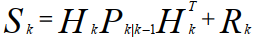 S_k = H_k P_{k|k-1} H_k^T + R_k